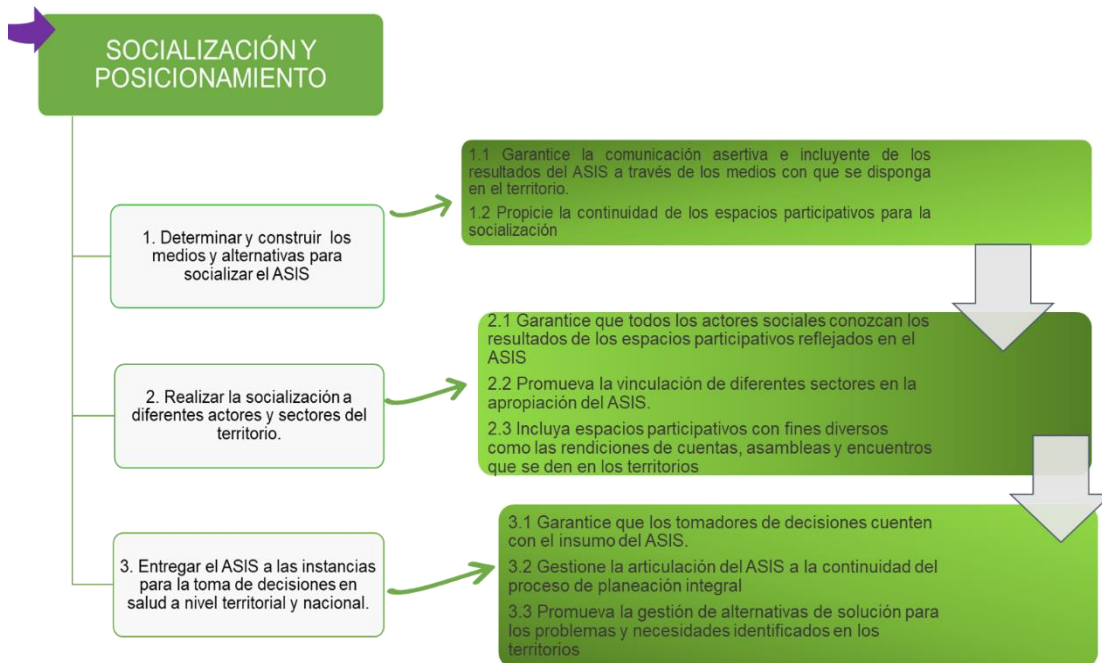 SOCIALIZACIÓN Y
POSICIONAMIENTO
1. Determinar y construir los
medios y alternativas para
socializar el ASIS
1.1 Garantice la comunicación asertiva e incluyente de los
resultados del ASIS a través de los medios con que se disponga
en el territorio.
1.2 Propicie la continuidad de los espacios participativos para la
socialización
2. Realizar la socialización a
diferentes actores y sectores del
territorio.
2.1 Garantice que todos los actores sociales conozcan los
resultados de los espacios participativos reflejados en el
ASIS
2.2 Promueva la vinculación de diferentes sectores en la
apropiación del ASIS.
2.3 Incluya espacios participativos con fines diversos
como las rendiciones de cuentas, asambleas y encuentros
que se den en los territorios
3. Entregar el ASIS a las instancias
para la toma de decisiones en
salud a nivel territorial y nacional.
3.1 Garantice que los tomadores de decisiones cuenten
con el insumo del ASIS.
3.2 Gestione la articulación del ASIS a la continuidad del
proceso de planeación integral
3.3 Promueva la gestión de alternativas de solución para
los problemas y necesidades identificados en los
territorios